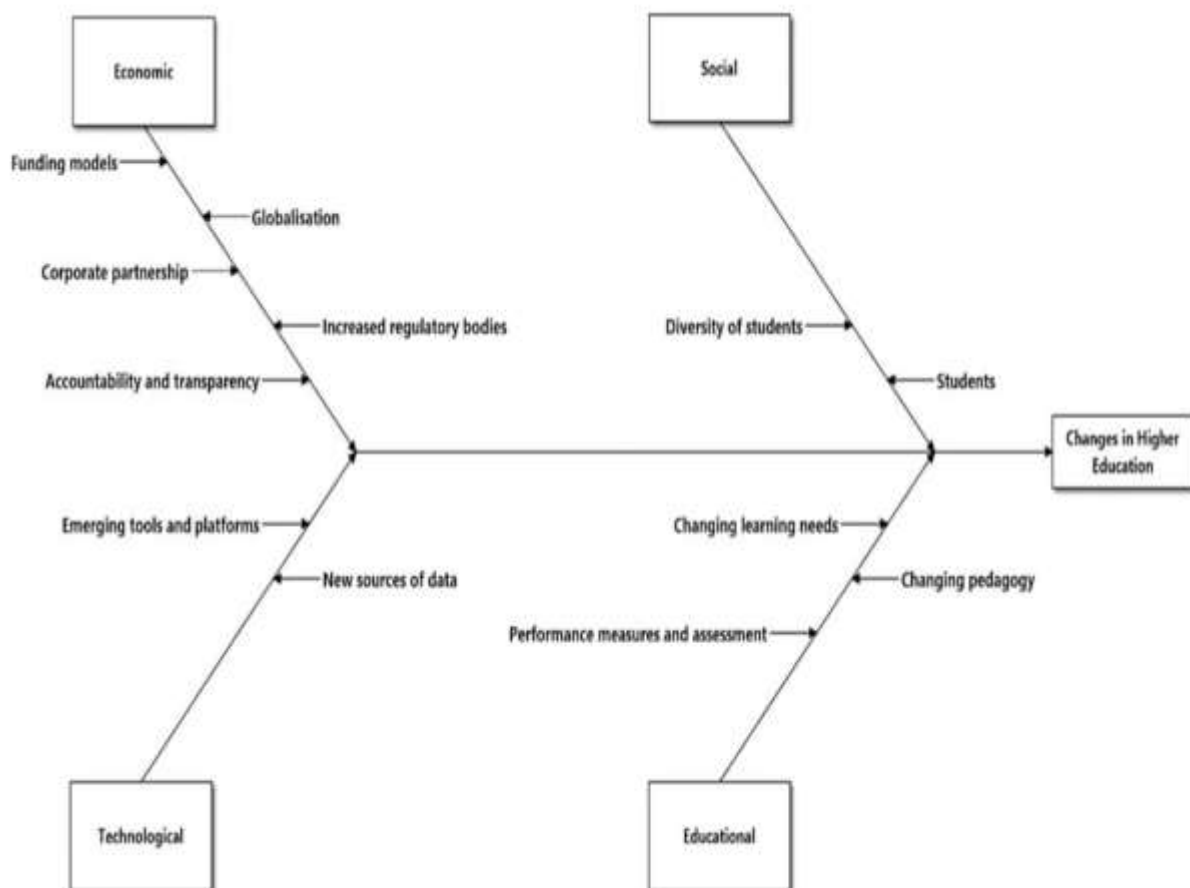 Economic
Social
Funding models
Globalisation
Corporate partnership
Increased regulatory bodies
Diversity of students
Accountability and transparency
Students
Changes in Higher
Education
Emerging tools and platforms
Changing learning needs
New sources of data
Changing pedagogy
Performance measures and assessment
Technological
Educational